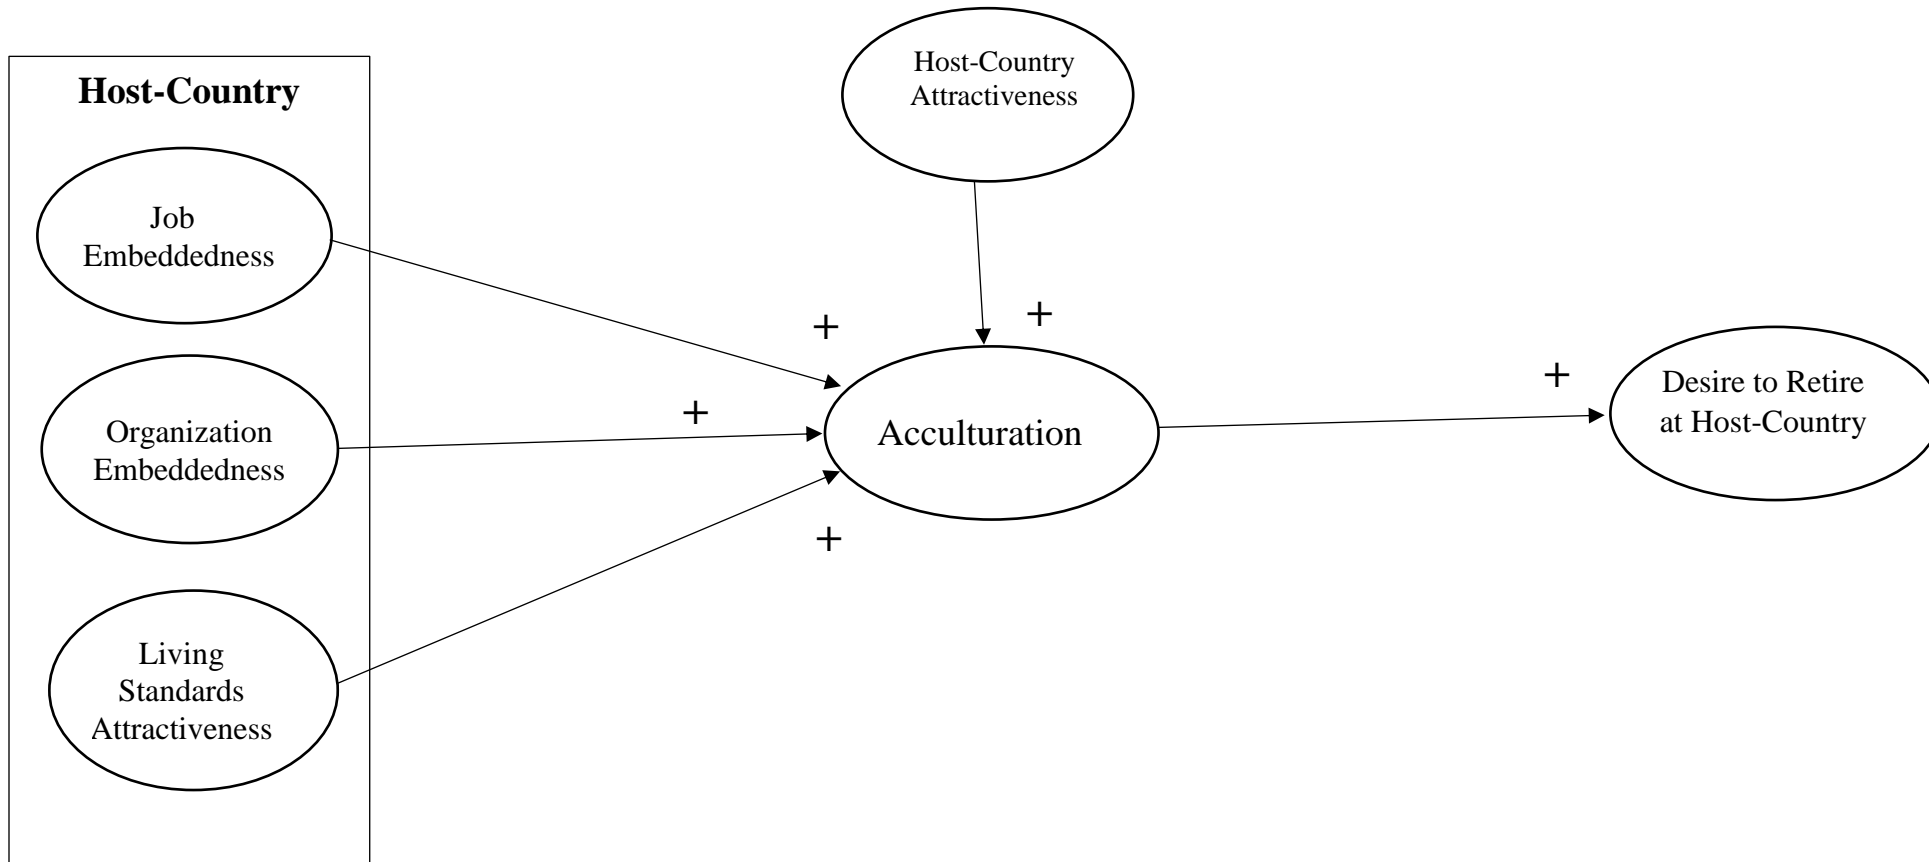 Host-Country
Job
Embeddedness
Organization
Embeddedness
Living
Standards
Attractiveness
Host-Country
Attractiveness
+
+
+
+
Acculturation
+
Desire to Retire
at Host-Country